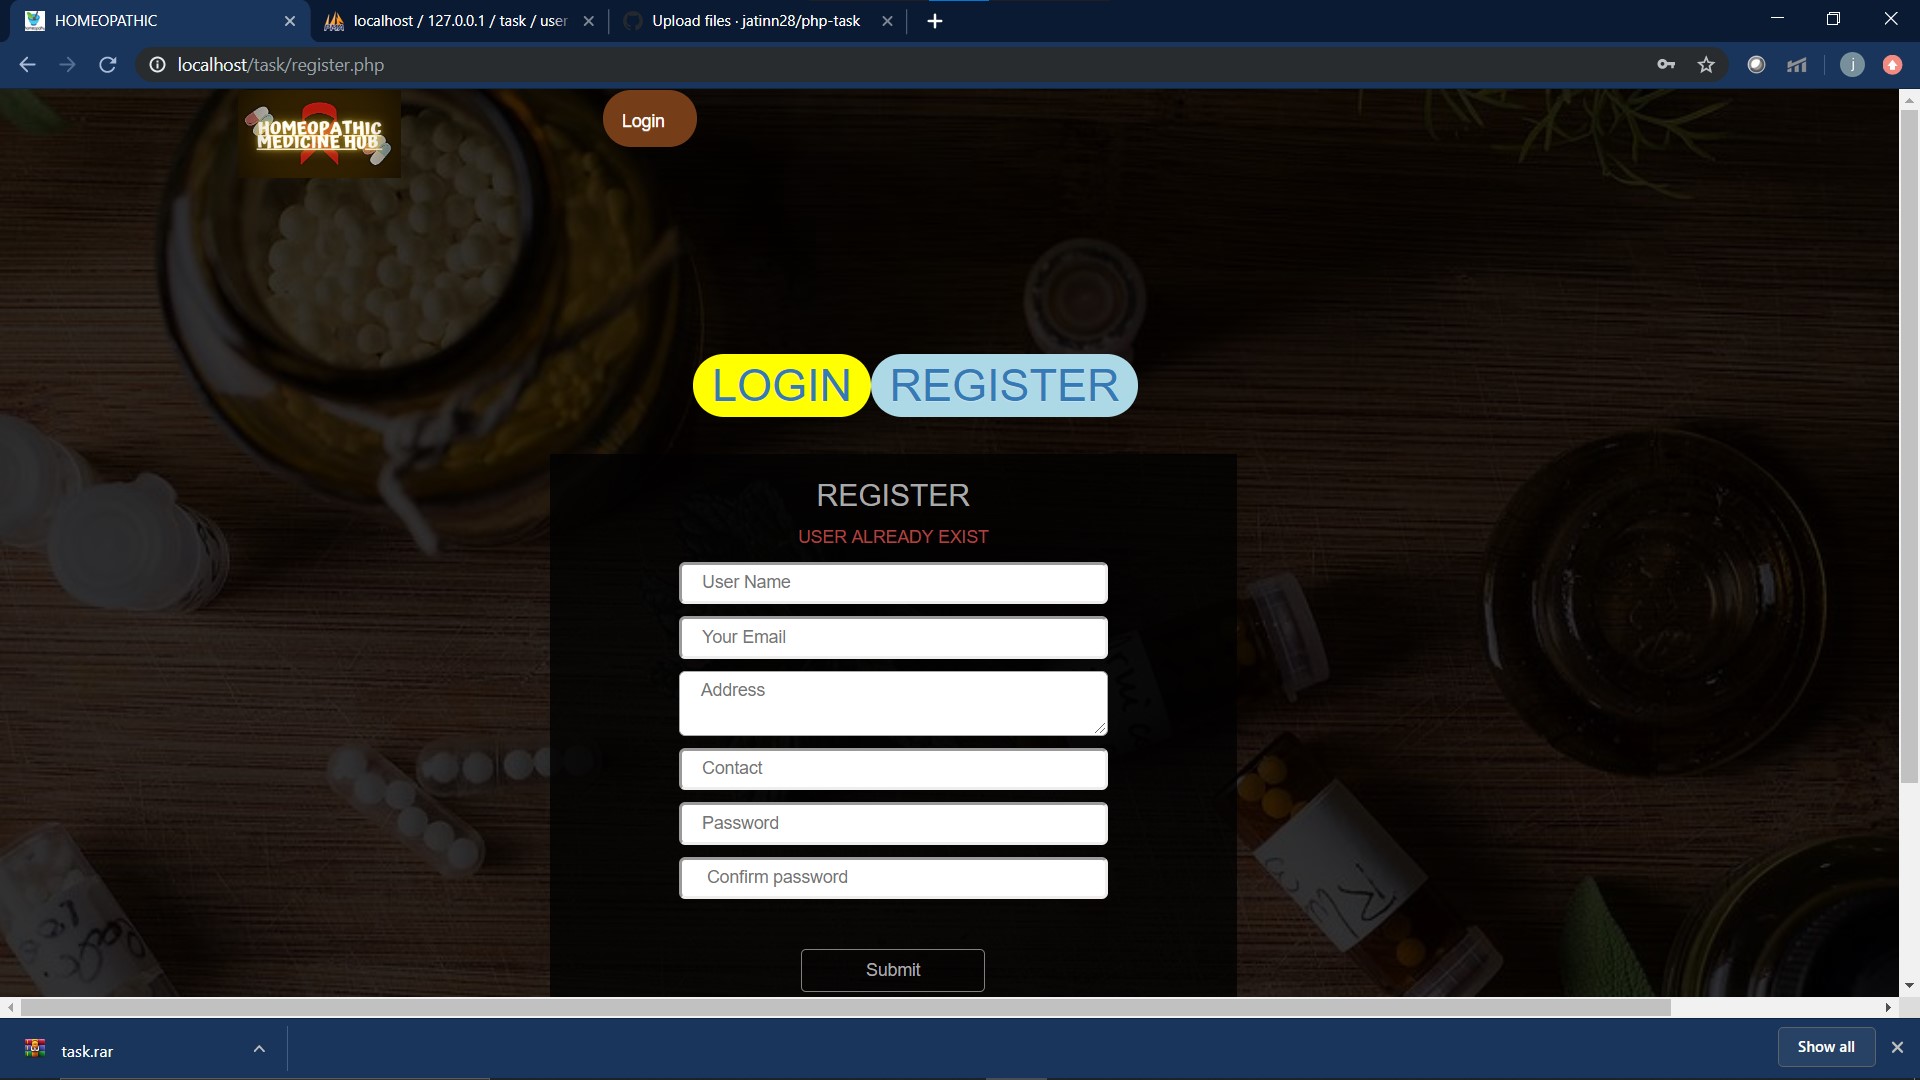 HOMEOPATHIC
localhost / 127.0.0.1 / task / user
Upload files · jatinn28/php-task
localhost/task/register.php
j
HOMEOPATHIC
MEDICINE HUB
Login
LOGIN
REGISTER
REGISTER
USER ALREADY EXIST
User Name
Your Email
Address
Contact
Password
Confirm password
Submit
task.rar
Show all